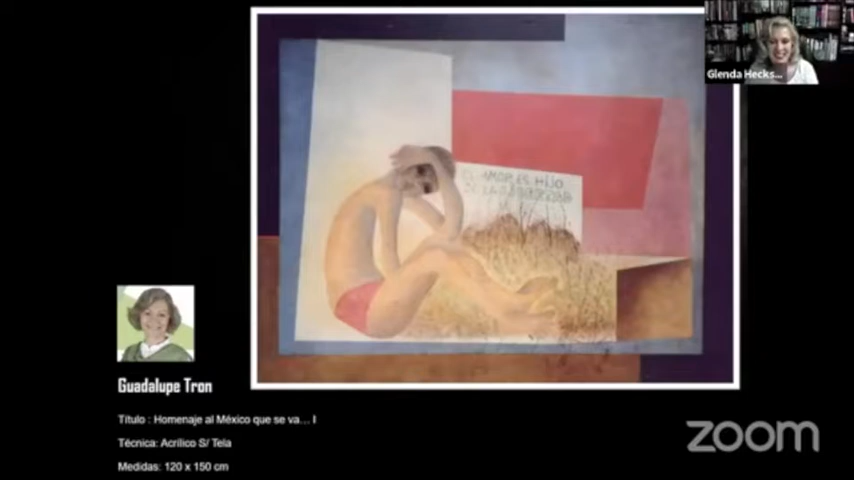 Glenda Hecks...
EL AMOR ES HIJO
DE LA
Guadalupe Tron
Título : Homenaje al México que se va... I
Técnica: Acrílico S/ Tela
Medidas: 120 x 150 cm
zoom